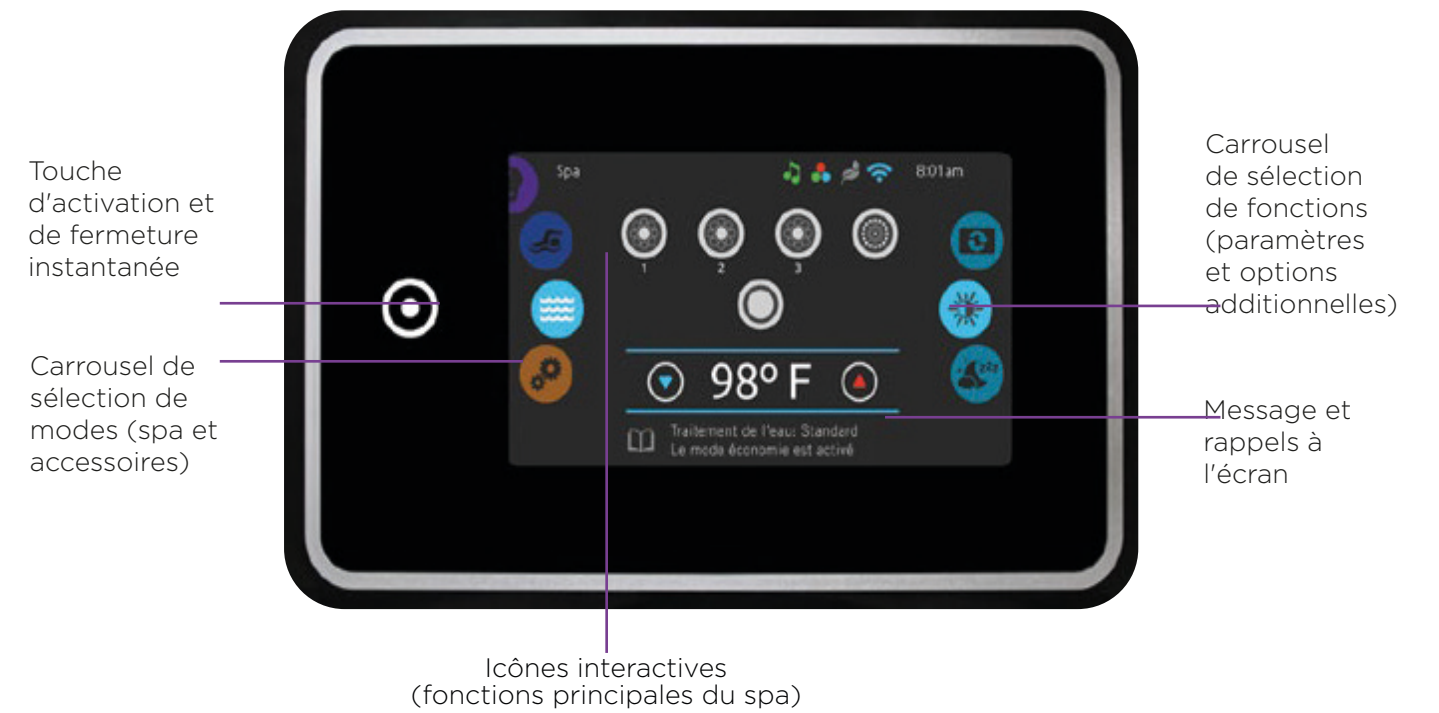 Touche
d'activation et
de fermeture
instantanée
Carrousel de
sélection de
modes (spa et
accessoires)
Spa
8:01am
1
2
3
98° F
Traitement de l'eau: Standard
Le mode économie est activé
Carrousel
de sélection
de fonctions
(paramètres
et options
additionnelles)
Message et
rappels à
l'écran
Icônes interactives
(fonctions principales du spa)